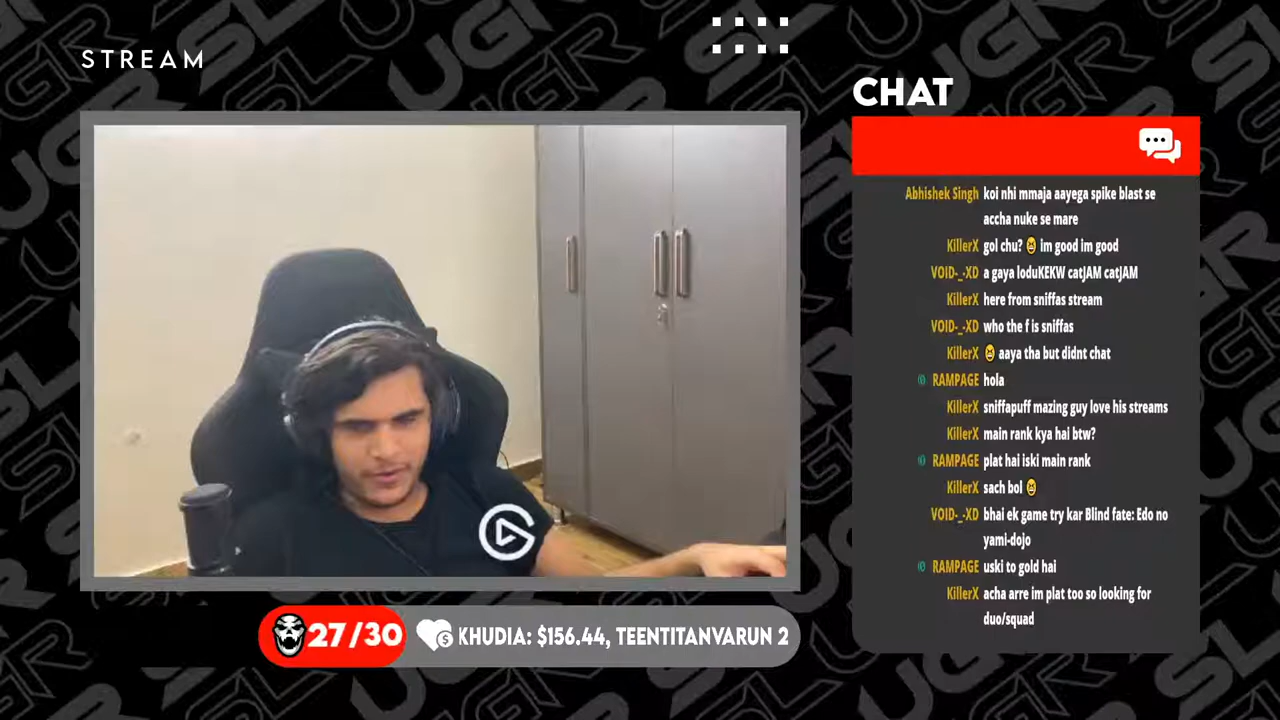 STREAM
CHAT
Abhishek Singh koi nhi mmaja aayega spike blast se
accha nuke se mare
KillerX gol chu? 😆 im good im good
VOID-_-XD a gaya loduKEKW catJAM catJAM
KillerX here from sniffas stream
VOID-_-XD who the f is sniffas
KillerX 😆 aaya tha but didnt chat
RAMPAGE hola
KillerX sniffapuff mazing guy love his streams
KillerX main rank kya hai btw?
RAMPAGE plat hai iski main rank
KillerX sach bol 😆
VOID-_-XD bhai ek game try kar Blind fate: Edo no
yami-dojo
RAMPAGE uski to gold hai
KillerX acha arre im plat too so looking for
duo/squad
27/30
KHUDIA: $156.44, TEENTITANVARUN 2
UGR SL